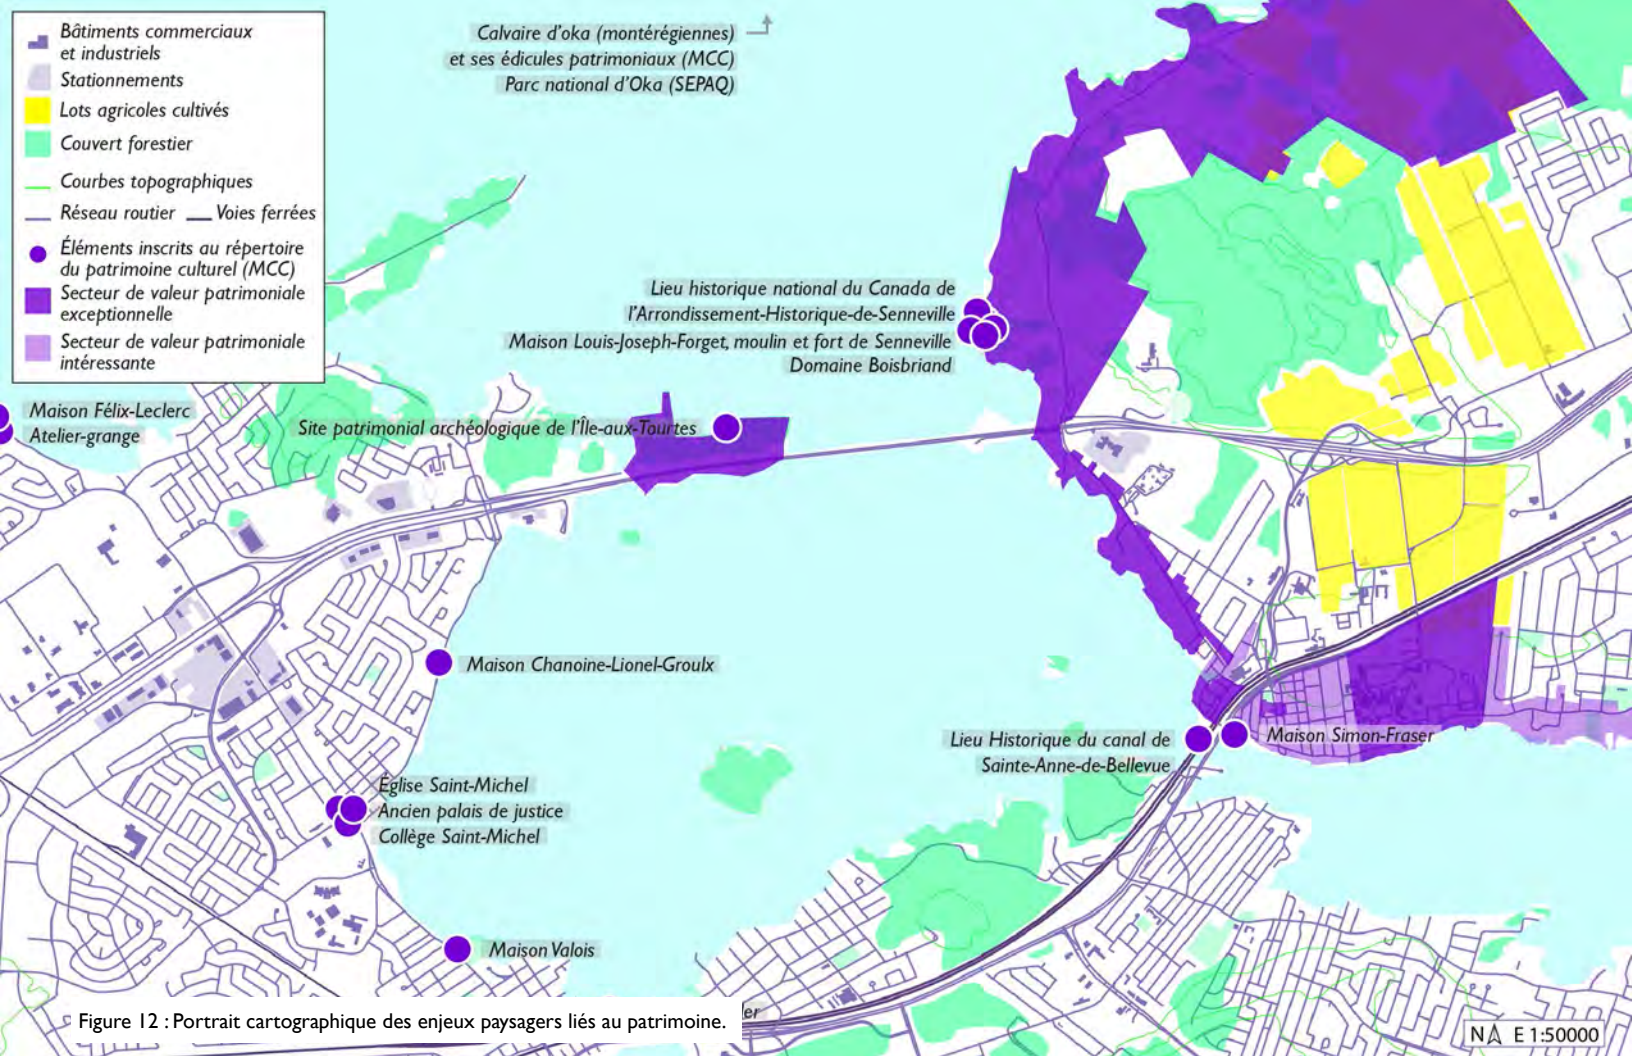 Bâtiments commerciaux
et industriels
Stationnements
Lots agricoles cultivés
Couvert forestier
Courbes topographiques
Réseau routier
Voies ferrées
Éléments inscrits au répertoire
du patrimoine culturel (MCC)
Secteur de valeur patrimoniale
exceptionnelle
Secteur de valeur patrimoniale
intéressante
Calvaire d'oka (montérégiennes)
et ses édicules patrimoniaux (MCC)
Parc national d'Oka (SEPAQ)
Lieu historique national du Canada de
l'Arrondissement-Historique-de-Senneville
Maison Louis-Joseph-Forget, moulin et fort de Senneville
Domaine Boisbriand
Maison Félix-Leclerc
Atelier-grange
Site patrimonial archéologique de l'Île-aux-Tourtes
Maison Chanoine-Lionel-Groulx
Lieu Historique du canal de
Sainte-Anne-de-Bellevue
Maison Simon-Fraser
Église Saint-Michel
Ancien palais de justice
Collège Saint-Michel
Maison Valois
Figure 12 : Portrait cartographique des enjeux paysagers liés au patrimoine.
N E 1:50000